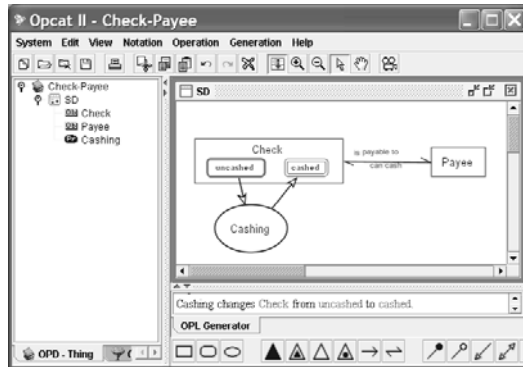 Opcat II - Check-Payee
System Edit View Notation Operation Generation Help
Check-Payee
SD
Check
Payee
Cashing
SD
Check
uncashed
cashed
is payable to
can cash
Payee
Cashing
Cashing changes Check from uncashed to cashed.
OPL Generator
OPD - Thing